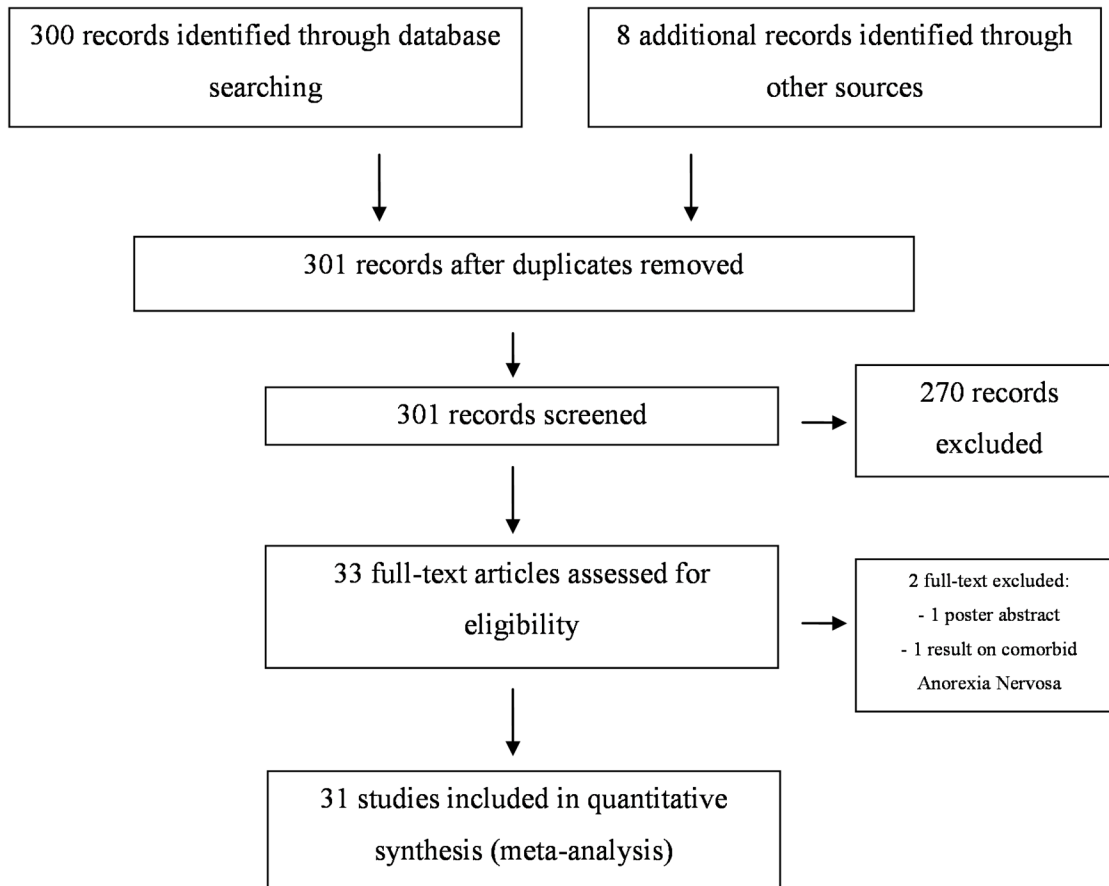 300 records identified through database
searching
8 additional records identified through
other sources
301 records after duplicates removed
301 records screened
270 records
excluded
33 full-text articles assessed for
eligibility
2 full-text excluded:
- 1 poster abstract
- 1 result on comorbid
Anorexia Nervosa
31 studies included in quantitative
synthesis (meta-analysis)